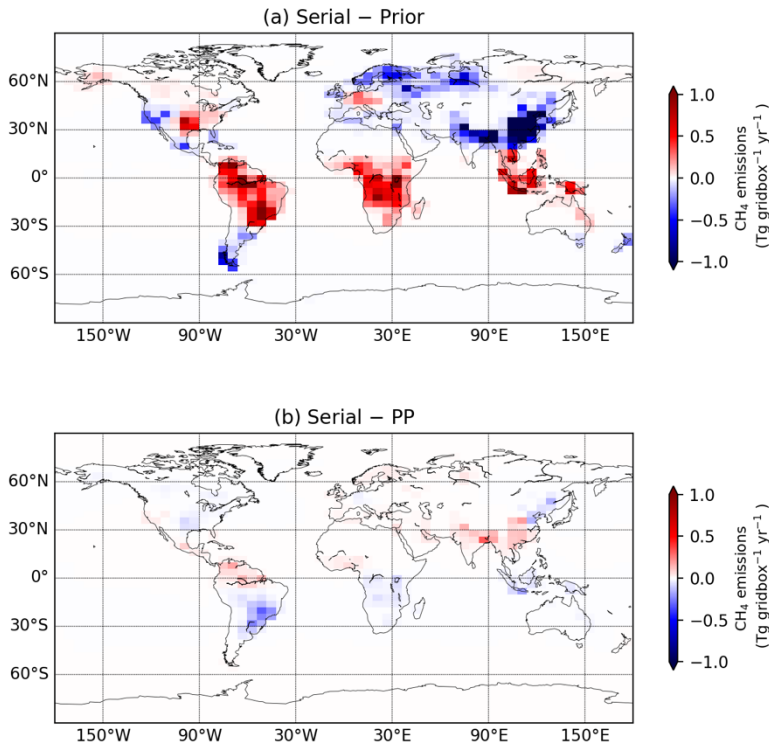 (a) Serial − Prior
60°N
30°N
0°
30°S
60°S
150°W 90°W 30°W 30°E 90°E 150°E
1.0
0.5
0.0
−0.5
−1.0
CH₄ emissions
(Tg gridbox⁻¹ yr⁻¹)
(b) Serial − PP
60°N
30°N
0°
30°S
60°S
150°W 90°W 30°W 30°E 90°E 150°E
1.0
0.5
0.0
−0.5
−1.0
CH₄ emissions
(Tg gridbox⁻¹ yr⁻¹)